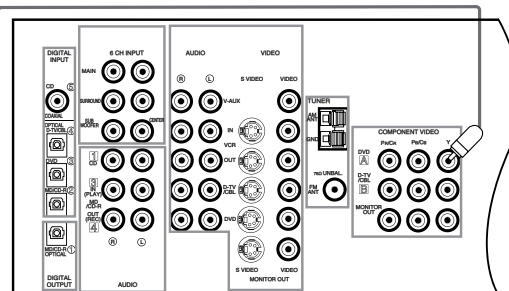 DIGITAL
INPUT
CD ⑤
COAXIAL
OPTICAL
D-TV/CBL ④
DVD ③
MD/CD-R ②
MD/CD-R ①
OPTICAL
DIGITAL
OUTPUT
6 CH INPUT
MAIN
SURROUND
SUB
WOOFER
CENTER
1
CD
3
IN
(PLAY)
MD
/CD-R
OUT
(REC)
4
R L
AUDIO
AUDIO VIDEO
R L S VIDEO VIDEO
V-AUX
IN
VCR
OUT
D-TV
/CBL
DVD
S VIDEO VIDEO
MONITOR OUT
TUNER
AM
ANT
GND
75Ω UNBAL.
FM
ANT
COMPONENT VIDEO
PR/CR PB/CB Y
DVD
A
D-TV
/CBL
B
MONITOR
OUT